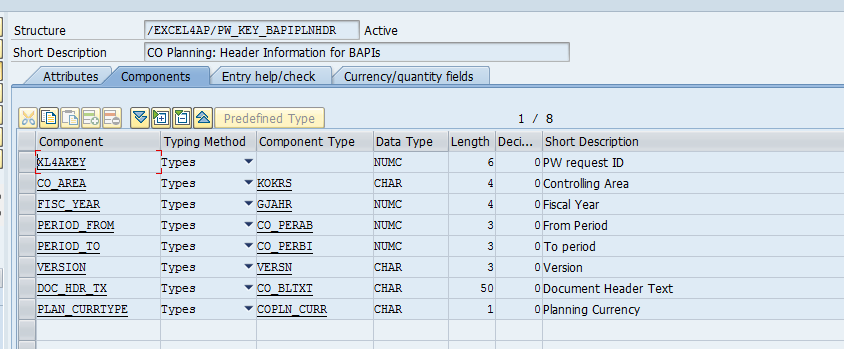 Structure /EXCEL4AP/PW_KEY_BAPIPLNHDR Active
Short Description CO Planning: Header Information for BAPIs
Attributes Components Entry help/check Currency/quantity fields
Predefined Type 1 / 8
Component Typing Method Component Type Data Type Length Deci... Short Description
XL4AKEY Types NUMC 6 0 PW request ID
CO_AREA Types KOKRS CHAR 4 0 Controlling Area
FISC_YEAR Types GJAHR NUMC 4 0 Fiscal Year
PERIOD_FROM Types CO_PERAB NUMC 3 0 From Period
PERIOD_TO Types CO_PERBI NUMC 3 0 To period
VERSION Types VERSN CHAR 3 0 Version
DOC_HDR_TX Types CO_BLTXT CHAR 50 0 Document Header Text
PLAN_CURRTYPE Types COPLN_CURR CHAR 1 0 Planning Currency